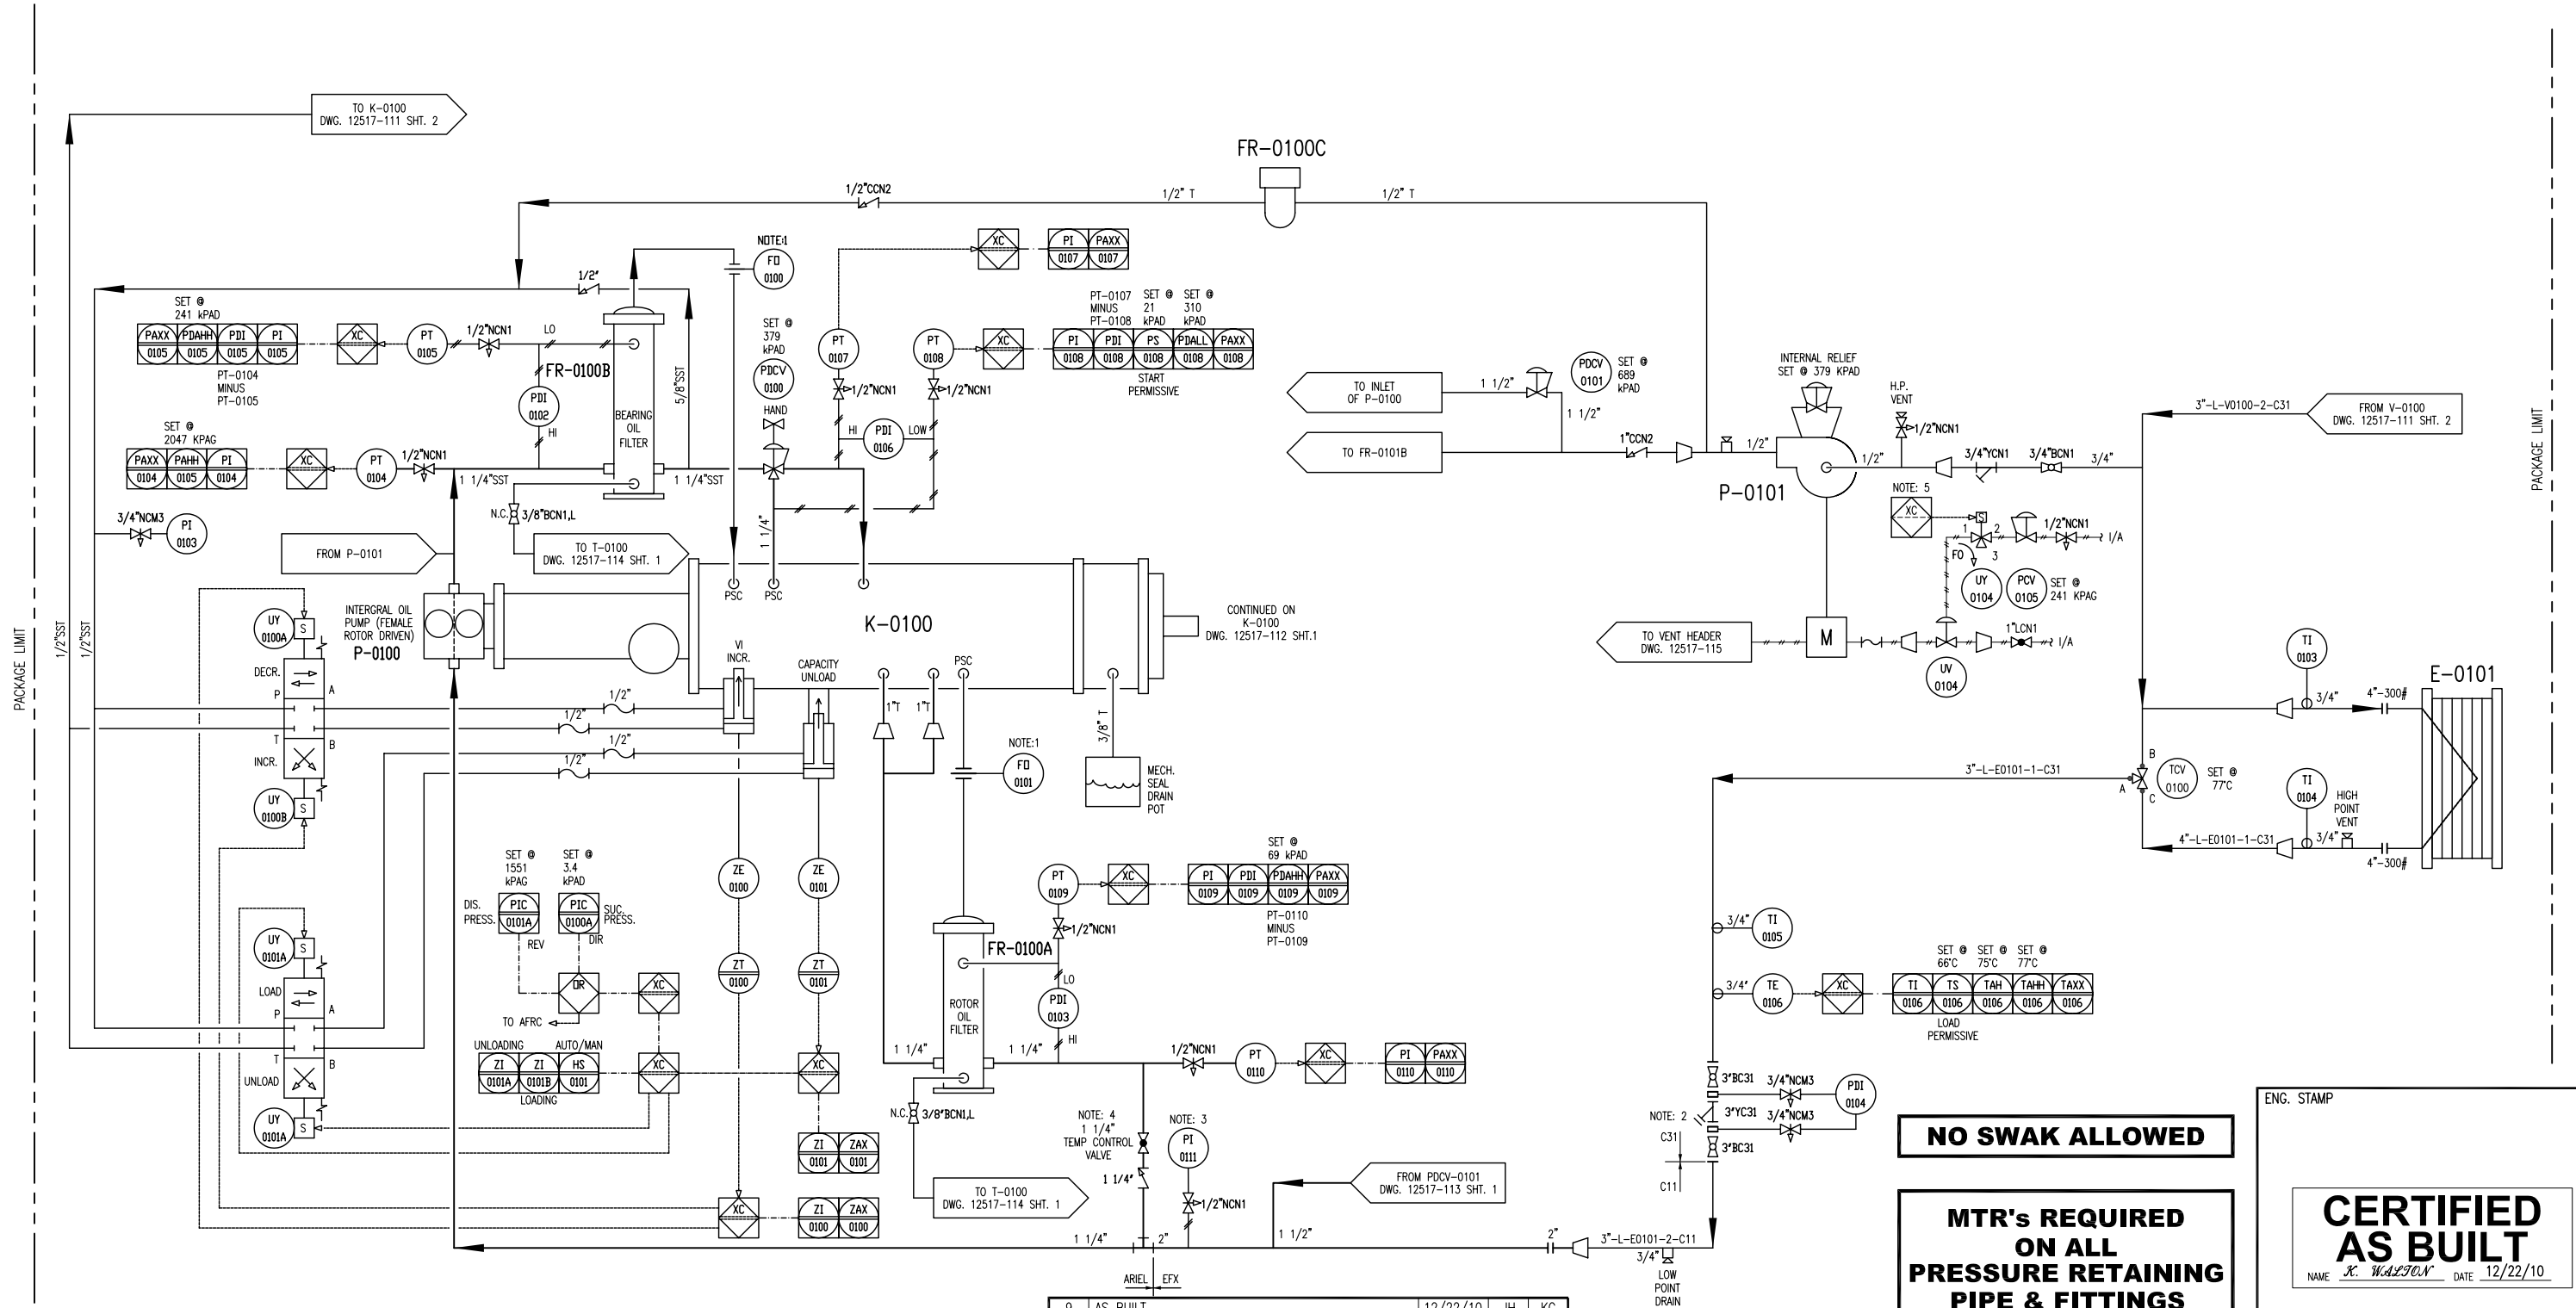 TO K-0100
DWG. 12517-111 SHT. 2
FR-0100C
1/2"CCN2
1/2" T
1/2" T
NOTE:1
FO
0100
XC
PI
0107
PAXX
0107
1/2"
SET @
241 kPAD
PAXX
0105
PDAHH
0105
PDI
0105
PI
0105
XC
PT
0105
1/2"NCN1
LO
PT-0104
MINUS
PT-0105
FR-0100B
PDI
0102
HI
BEARING
OIL
FILTER
5/8"SST
SET @
379
kPAD
PDCV
0100
HAND
PT
0107
1/2"NCN1
PT
0108
1/2"NCN1
HI
PDI
0106
LOW
XC
PT-0107
MINUS
PT-0108
SET @
21
kPAD
SET @
310
kPAD
PI
0108
PDI
0108
PS
0108
PDALL
0108
PAXX
0108
START
PERMISSIVE
SET @
2047 KPAG
PAXX
0104
PAHH
0105
PI
0104
XC
PT
0104
1/2"NCN1
1 1/4"SST
1 1/4"SST
N.C.
3/8"BCN1,L
1 1/4"
3/4"NCM3
PI
0103
FROM P-0101
TO T-0100
DWG. 12517-114 SHT. 1
TO INLET
OF P-0100
1 1/2"
PDCV
0101
SET @
689
kPAD
1 1/2"
TO FR-0101B
1"CCN2
1/2"
INTERNAL RELIEF
SET @ 379 KPAD
P-0101
H.P.
VENT
1/2"NCN1
1/2"
3/4"YCN1
3/4"BCN1
3/4"
3"-L-V0100-2-C31
FROM V-0100
DWG. 12517-111 SHT. 2
NOTE: 5
XC
S
1
2
3
FO
1/2"NCN1
I/A
UY
0104
PCV
0105
SET @
241 KPAG
TO VENT HEADER
DWG. 12517-115
M
1"LCN1
I/A
UV
0104
PACKAGE LIMIT
PACKAGE LIMIT
1/2"SST
1/2"SST
PSC
PSC
K-0100
CONTINUED ON
K-0100
DWG. 12517-112 SHT.1
INTERGRAL OIL
PUMP (FEMALE
ROTOR DRIVEN)
P-0100
UY
0100A
S
DECR.
P
A
T
B
INCR.
UY
0100B
S
1/2"
1/2"
1/2"
1/2"
VI
INCR.
CAPACITY
UNLOAD
1"T
1"T
PSC
3/8" T
MECH.
SEAL
DRAIN
POT
NOTE:1
FO
0101
TI
0103
3/4"
4"-300#
E-0101
B
A
C
TCV
0100
SET @
77°C
3"-L-E0101-1-C31
TI
0104
HIGH
POINT
VENT
3/4"
4"-L-E0101-1-C31
4"-300#
SET @
1551
kPAG
SET @
3.4
kPAD
DIS.
PRESS.
PIC
0101A
PIC
0100A
SUC.
PRESS.
REV
DIR
OR
XC
TO AFRC
ZE
0100
ZE
0101
ZT
0100
ZT
0101
PT
0109
XC
SET @
69 kPAD
PI
0109
PDI
0109
PDAHH
0109
PAXX
0109
PT-0110
MINUS
PT-0109
1/2"NCN1
FR-0100A
LO
PDI
0103
HI
ROTOR
OIL
FILTER
1 1/4"
1 1/4"
1/2"NCN1
PT
0110
XC
PI
0110
PAXX
0110
UY
0101A
S
LOAD
P
A
T
B
UNLOAD
UY
0101A
S
UNLOADING
AUTO/MAN
ZI
0101A
ZI
0101B
HS
0101
LOADING
XC
XC
ZI
0101
ZAX
0101
XC
ZI
0100
ZAX
0100
N.C.
3/8"BCN1,L
TO T-0100
DWG. 12517-114 SHT. 1
NOTE: 4
1 1/4"
TEMP CONTROL
VALVE
1 1/4"
NOTE: 3
PI
0111
1/2"NCN1
FROM PDCV-0101
DWG. 12517-113 SHT. 1
1 1/4"
2"
1 1/2"
2"
3"-L-E0101-2-C11
3/4"
LOW
POINT
DRAIN
ARIEL
EFX
3/4"
TI
0105
3/4"
TE
0106
XC
SET @
66°C
SET @
75°C
SET @
77°C
TI
0106
TS
0106
TAH
0106
TAHH
0106
TAXX
0106
LOAD
PERMISSIVE
3"BC31
3/4"NCM3
PDI
0104
NOTE: 2
3"YC31
3/4"NCM3
C31
3"BC31
C11
NO SWAK ALLOWED
MTR's REQUIRED
ON ALL
PRESSURE RETAINING
PIPE & FITTINGS
ENG. STAMP
CERTIFIED
AS BUILT
NAME K. WALTON DATE 12/22/10
9 AS BUILT 12/22/10 JH KC